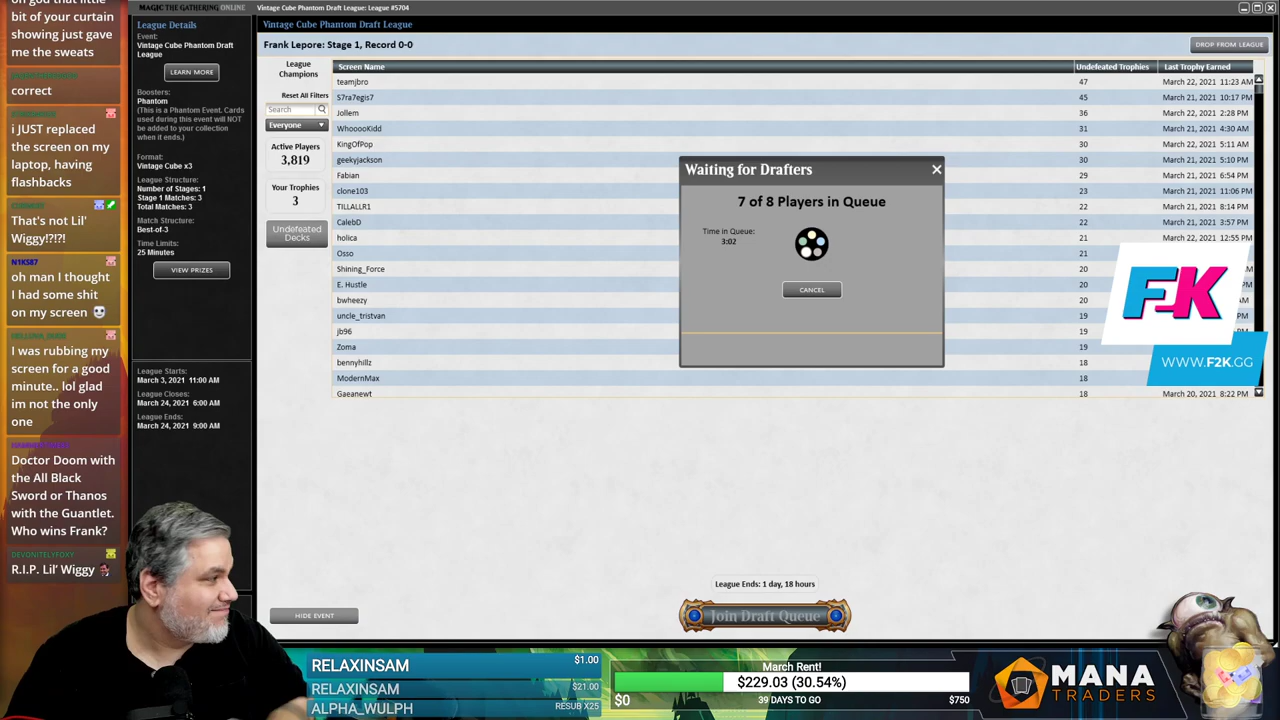 oh god that little
bit of your curtain
showing just gave
me the sweats
correct
I JUST replaced
the screen on my
laptop, having
flashbacks
That's not Lil'
Wiggy!?!?!
N1KS87
oh man I thought
I had some shit
on my screen
I was rubbing my
screen for a good
minute.. lol glad
im not the only
one
Doctor Doom with
the All Black
Sword or Thanos
with the Guantlet.
Who wins Frank?
DEVONITELYFOXY
R.I.P. Lil' Wiggy
MAGIC THE GATHERING ONLINE
Vintage Cube Phantom Draft League: League #5704
League Details
Event:
Vintage Cube Phantom Draft
League
LEARN MORE
Boosters:
Phantom
(This is a Phantom Event. Cards
used during this event will NOT
be added to your collection
when it ends.)
Format:
Vintage Cube x3
League Structure:
Number of Stages: 1
Stage 1 Matches: 3
Total Matches: 3
Match Structure:
Best-of-3
Time Limits:
25 Minutes
VIEW PRIZES
League Starts:
March 3, 2021 11:00 AM
League Closes:
March 24, 2021 6:00 AM
League Ends:
March 24, 2021 9:00 AM
Vintage Cube Phantom Draft League
Frank Lepore: Stage 1, Record 0-0
DROP FROM LEAGUE
League
Champions
Reset All Filters
Search
Everyone
Active Players
3,819
Your Trophies
3
Undefeated
Decks
Screen Name Undefeated Trophies Last Trophy Earned
teamjbro 47 March 22, 2021 11:23 AM
S7ra7egis7 45 March 21, 2021 10:17 PM
Jollem 36 March 21, 2021 2:28 PM
WhooooKidd 31 March 21, 2021 4:30 AM
KingOfPop 30 March 22, 2021 5:11 AM
geekyjackson 30 March 21, 2021 5:10 PM
Fabian 29 March 21, 2021 6:54 PM
clone103 23 March 21, 2021 11:06 PM
TILLALLR1 22 March 21, 2021 8:14 PM
CalebD 22 March 21, 2021 3:57 PM
holica 21 March 22, 2021 12:55 PM
Osso 21
Shining_Force 20
E. Hustle 20
bwheezy 20
uncle_tristvan 19
jb96 19
Zoma 19
bennyhillz 18
ModernMax 18
Gaeanewt 18 March 20, 2021 8:22 PM
Waiting for Drafters
7 of 8 Players in Queue
Time in Queue:
3:02
CANCEL
F2K
WWW.F2K.GG
League Ends: 1 day, 18 hours
HIDE EVENT
Join Draft Queue
RELAXINSAM $1.00
RELAXINSAM $21.00
ALPHA_WULPH RESUB X25
March Rent!
$229.03 (30.54%)
$0 39 DAYS TO GO $750
MANA
TRADERS